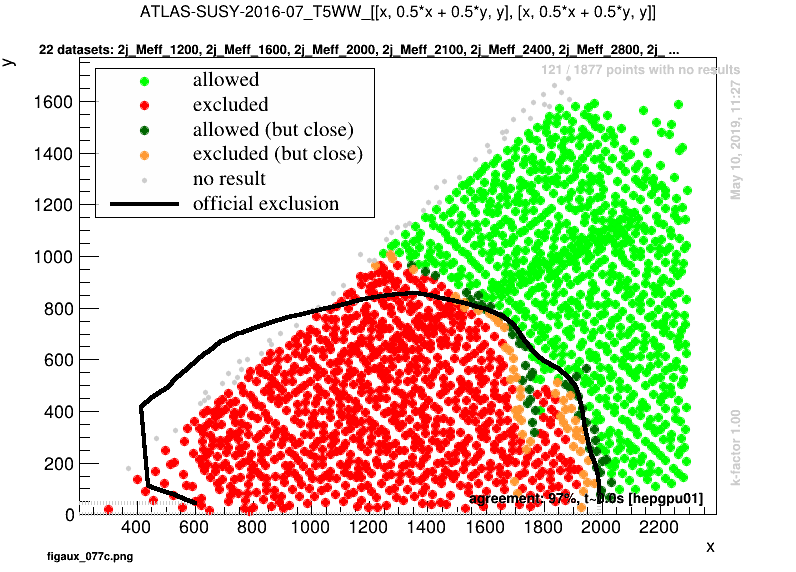 ATLAS-SUSY-2016-07_T5WW_[[x, 0.5*x + 0.5*y, y], [x, 0.5*x + 0.5*y, y]]
22 datasets: 2j_Meff_1200, 2j_Meff_1600, 2j_Meff_2000, 2j_Meff_2100, 2j_Meff_2400, 2j_Meff_2800, 2j_ ...
y
121 / 1877 points with no results
allowed
excluded
allowed (but close)
excluded (but close)
no result
official exclusion
May 10, 2019, 11:27
k-factor 1.00
1600
1400
1200
1000
800
600
400
200
0
agreement: 97%, [hepgpu01]
400 600 800 1000 1200 1400 1600 1800 2000 2200
x
figaux_077c.png